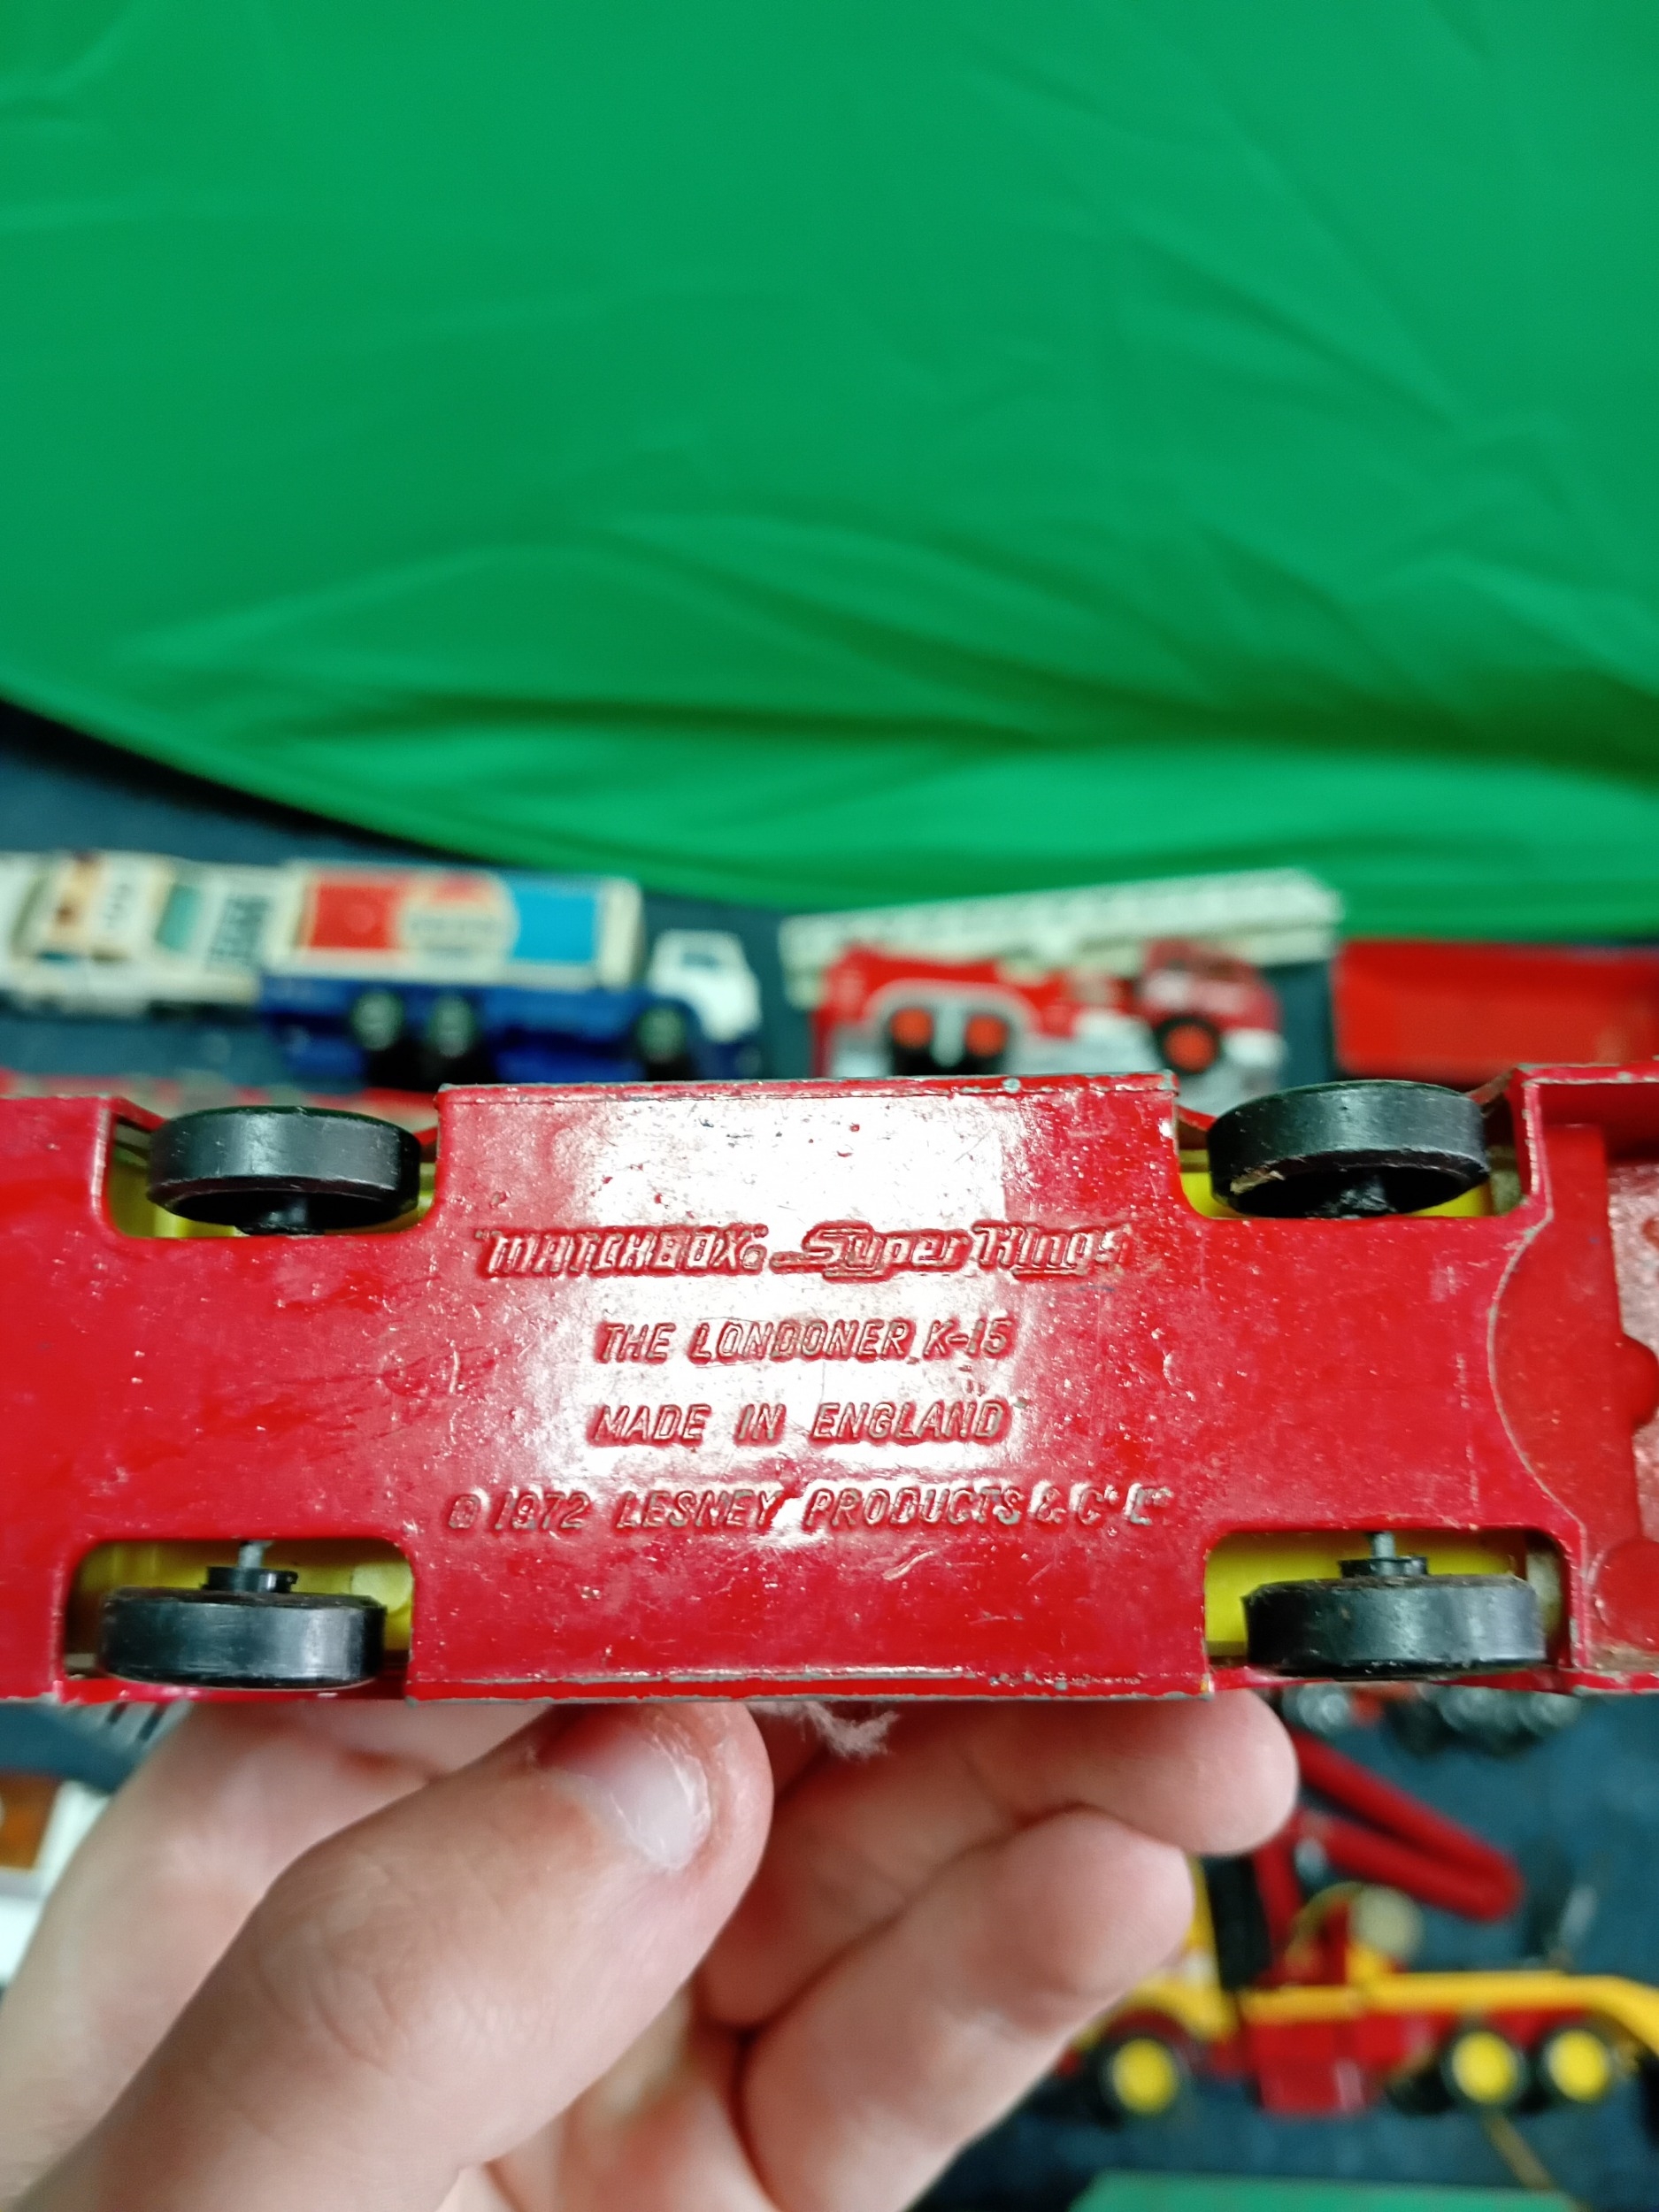 "MATCHBOX" Super Kings
THE LONDONER K-15
MADE IN ENGLAND
© 1972 LESNEY PRODUCTS & Cº Lᵀᴰ